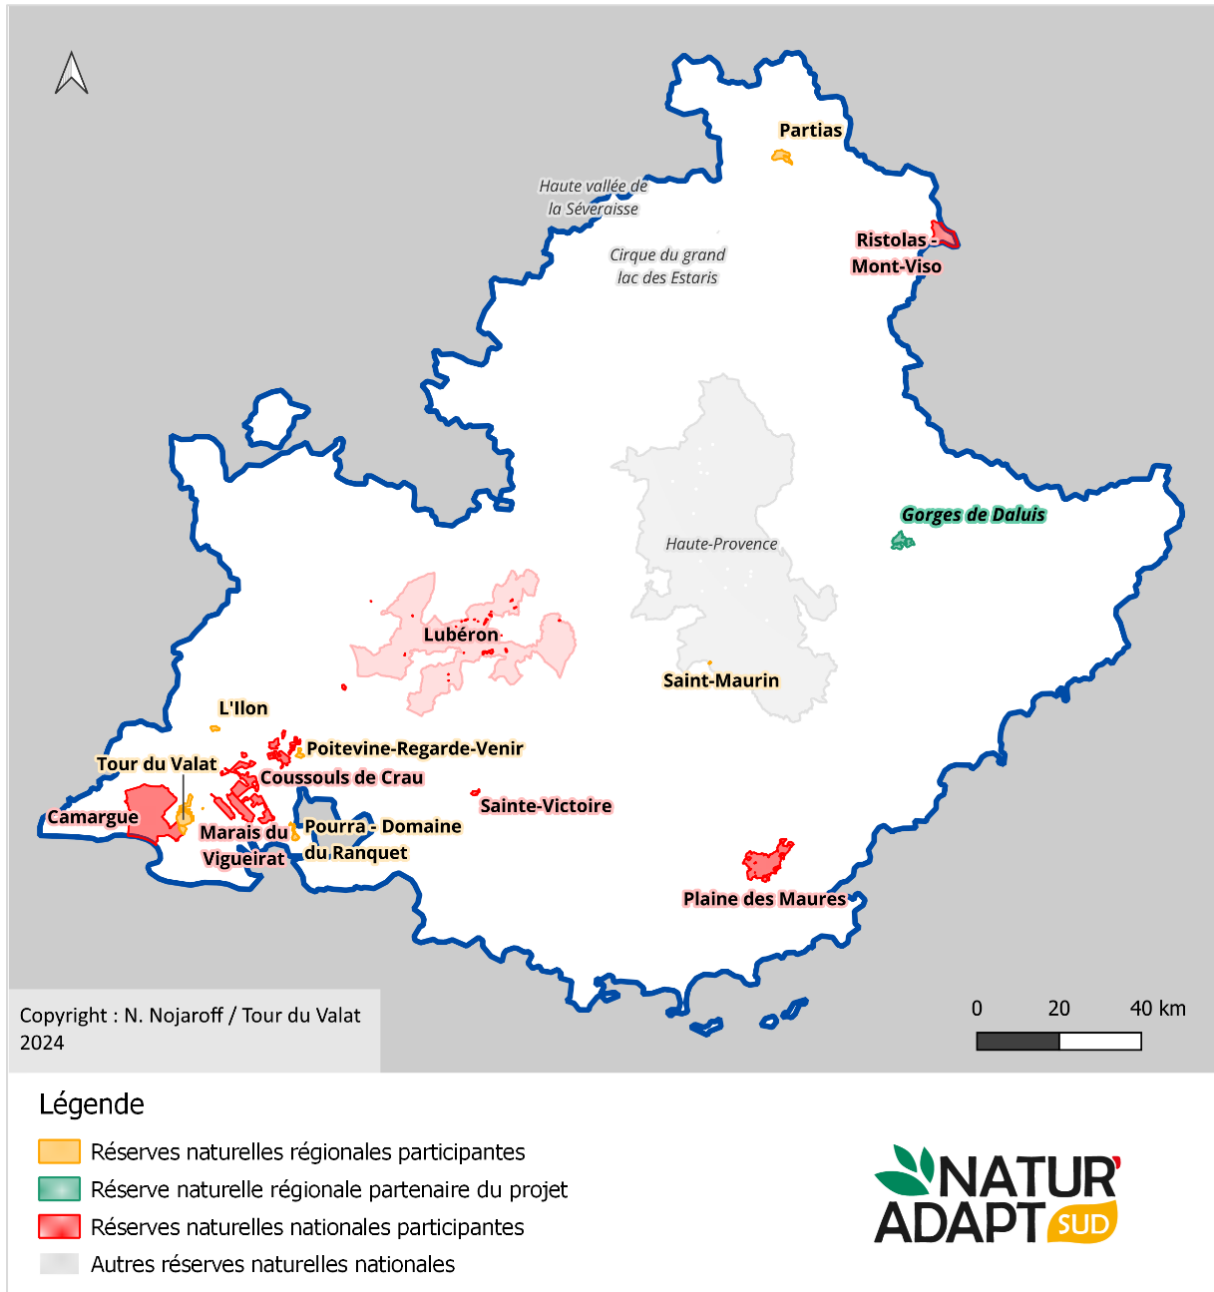 Partias
Haute vallée de
la Séveraisse
Ristolas -
Mont-Viso
Cirque du grand
lac des Estaris
Gorges de Daluis
Haute-Provence
Lubéron
Saint-Maurin
L'Ilon
Poitevine-Regarde-Venir
Tour du Valat
Coussouls de Crau
Sainte-Victoire
Camargue
Marais du
Vigueirat
Pourra - Domaine
du Ranquet
Plaine des Maures
Copyright : N. Nojaroff / Tour du Valat
2024
0 20 40 km
Légende
Réserves naturelles régionales participantes
Réserve naturelle régionale partenaire du projet
Réserves naturelles nationales participantes
Autres réserves naturelles nationales
NATUR'
ADAPT SUD